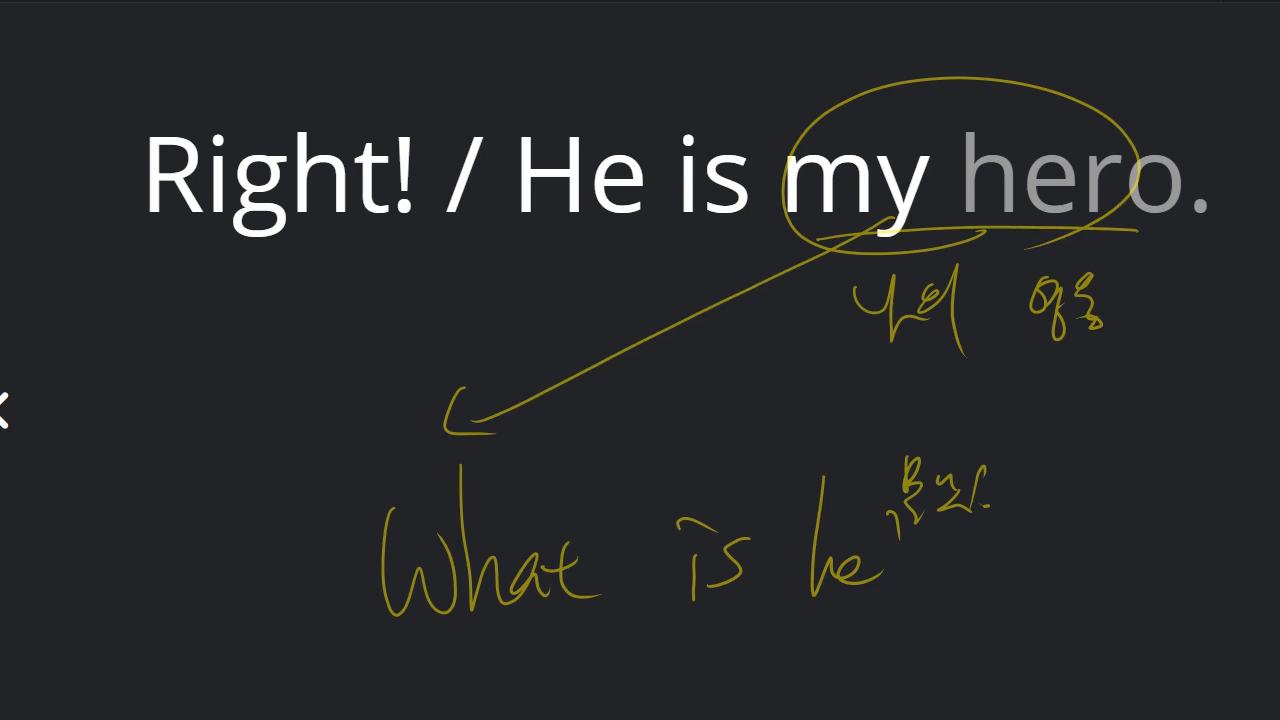 Right! / He is my hero.
나의 영웅
What is he